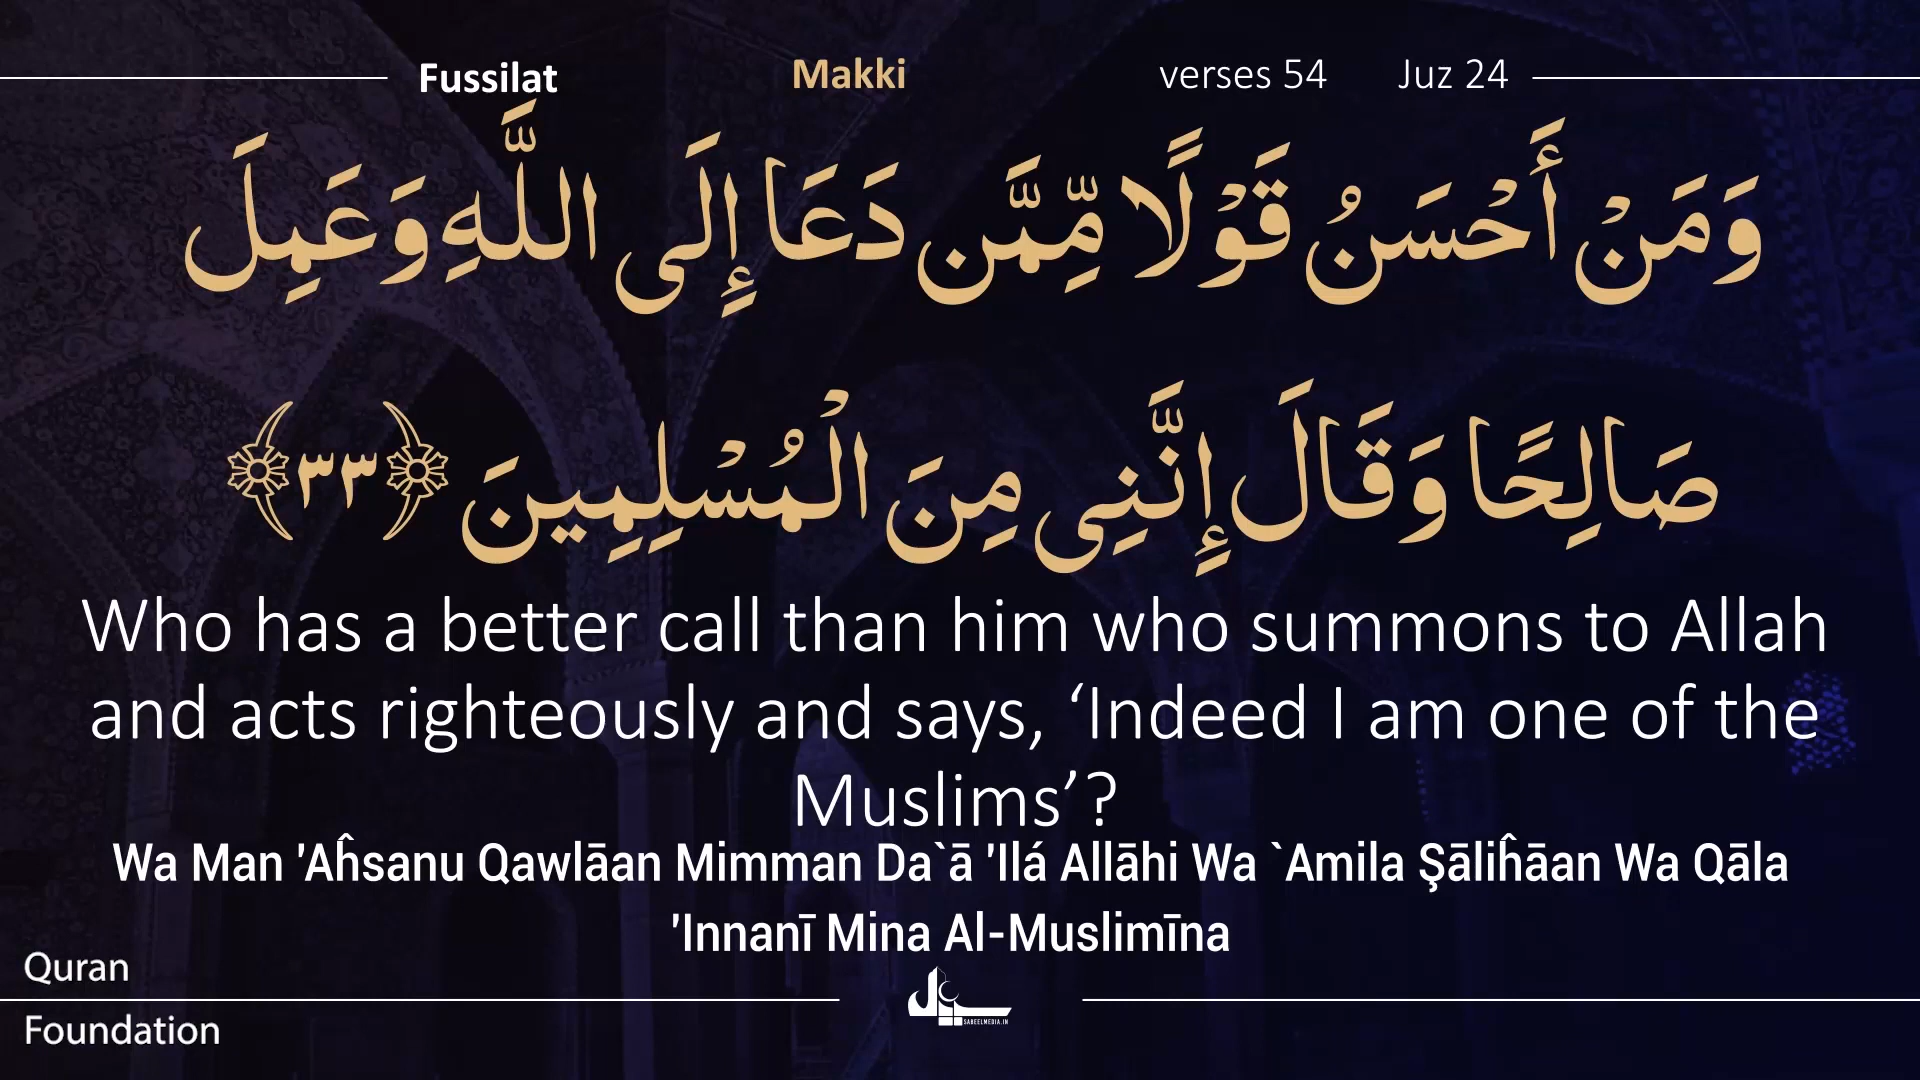 Fussilat Makki verses 54 Juz 24
وَمَنْ أَحْسَنُ قَوْلًا مِّمَّن دَعَا إِلَى اللَّهِ وَعَمِلَ
صَالِحًا وَقَالَ إِنَّنِي مِنَ الْمُسْلِمِينَ ﴿٣٣﴾
Who has a better call than him who summons to Allah
and acts righteously and says, ‘Indeed I am one of the
Muslims’?
Wa Man 'Aĥsanu Qawlāan Mimman Da`ā 'Ilá Allāhi Wa `Amila Şāliĥāan Wa Qāla
'Innanī Mina Al-Muslimīna
Quran
Foundation
SABEELMEDIA.IN